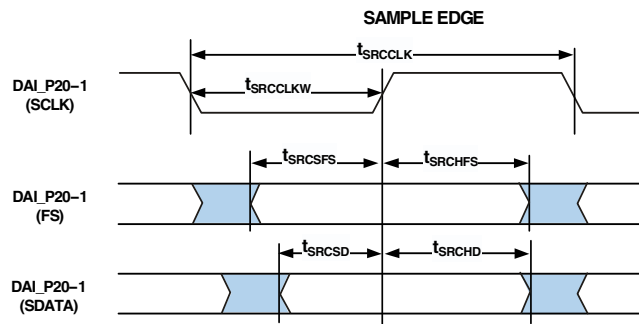 SAMPLE EDGE
tSRCCLK
DAI_P20–1
(SCLK)
tSRCCLKW
tSRCSFS
tSRCHFS
DAI_P20–1
(FS)
tSRCSD
tSRCHD
DAI_P20–1
(SDATA)